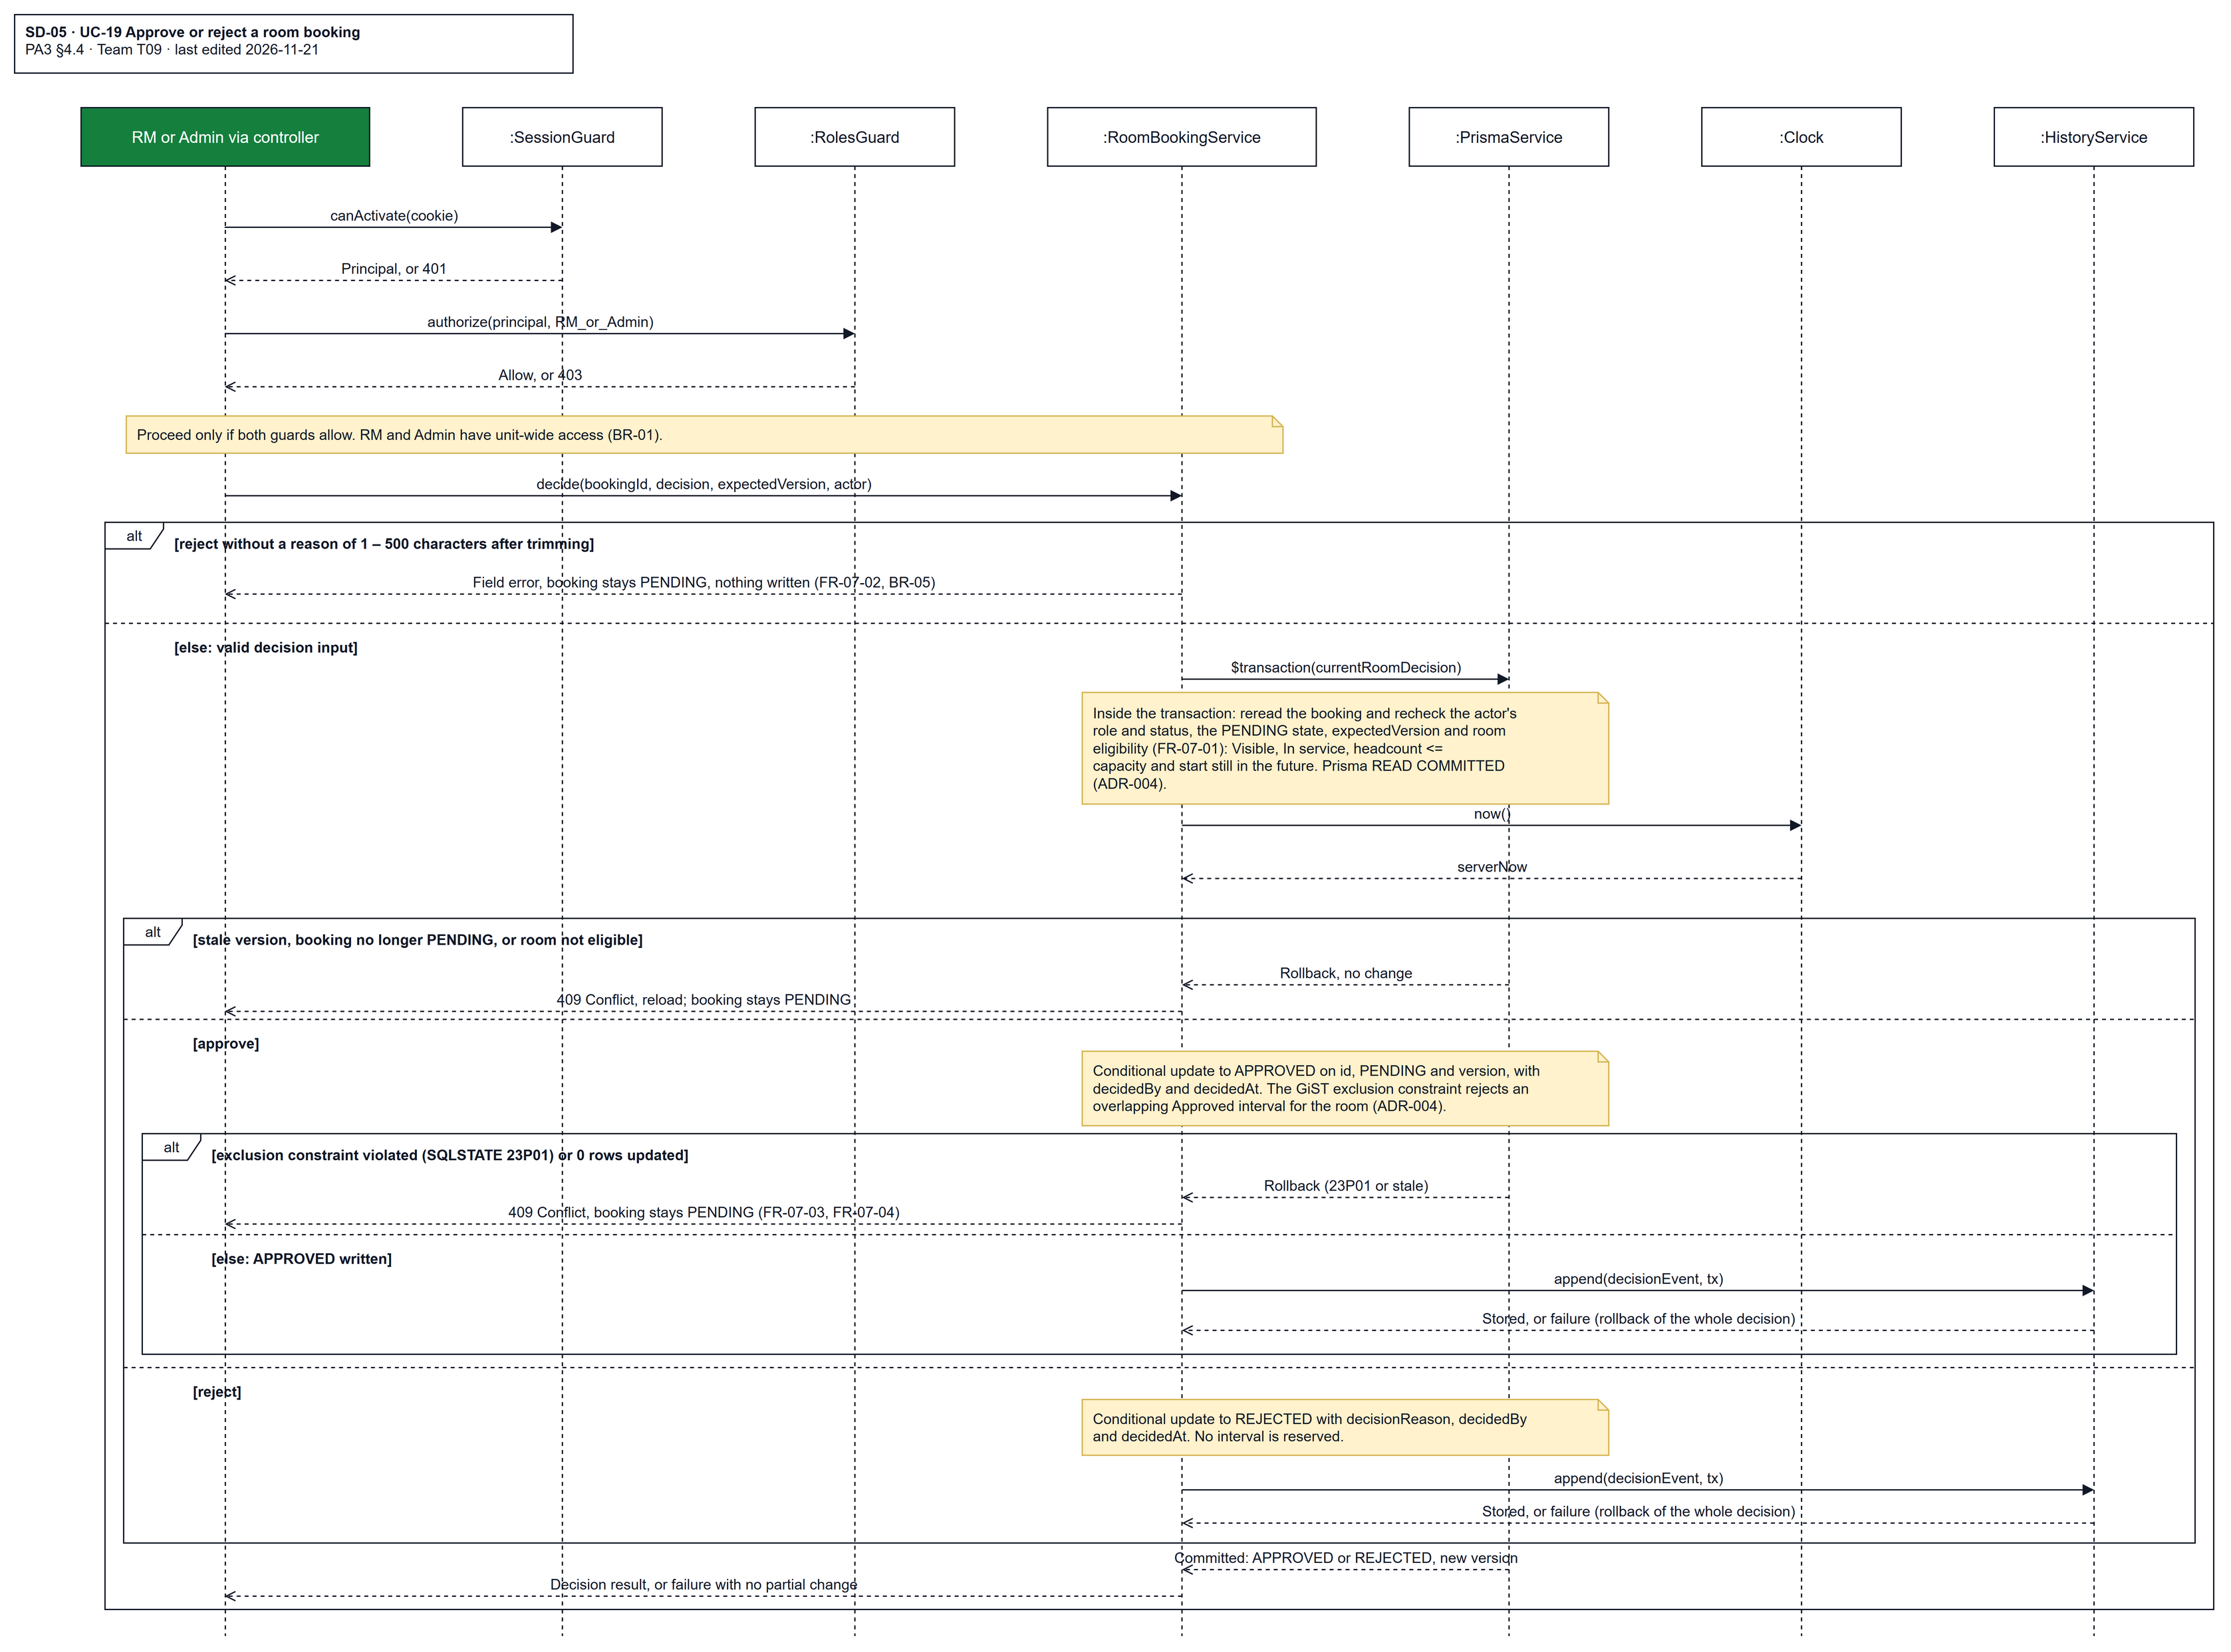 SD-05 · UC-19 Approve or reject a room booking
PA3 §4.4 · Team T09 · last edited 2026-11-21
RM or Admin via controller
:SessionGuard
:RolesGuard
:RoomBookingService
:PrismaService
:Clock
:HistoryService
canActivate(cookie)
Principal, or 401
authorize(principal, RM_or_Admin)
Allow, or 403
Proceed only if both guards allow. RM and Admin have unit-wide access (BR-01).
decide(bookingId, decision, expectedVersion, actor)
alt
[reject without a reason of 1 – 500 characters after trimming]
Field error, booking stays PENDING, nothing written (FR-07-02, BR-05)
[else: valid decision input]
$transaction(currentRoomDecision)
Inside the transaction: reread the booking and recheck the actor's
role and status, the PENDING state, expectedVersion and room
eligibility (FR-07-01): Visible, In service, headcount <=
capacity and start still in the future. Prisma READ COMMITTED
(ADR-004).
now()
serverNow
alt
[stale version, booking no longer PENDING, or room not eligible]
Rollback, no change
409 Conflict, reload; booking stays PENDING
[approve]
Conditional update to APPROVED on id, PENDING and version, with
decidedBy and decidedAt. The GiST exclusion constraint rejects an
overlapping Approved interval for the room (ADR-004).
alt
[exclusion constraint violated (SQLSTATE 23P01) or 0 rows updated]
Rollback (23P01 or stale)
409 Conflict, booking stays PENDING (FR-07-03, FR-07-04)
[else: APPROVED written]
append(decisionEvent, tx)
Stored, or failure (rollback of the whole decision)
[reject]
Conditional update to REJECTED with decisionReason, decidedBy
and decidedAt. No interval is reserved.
append(decisionEvent, tx)
Stored, or failure (rollback of the whole decision)
Committed: APPROVED or REJECTED, new version
Decision result, or failure with no partial change